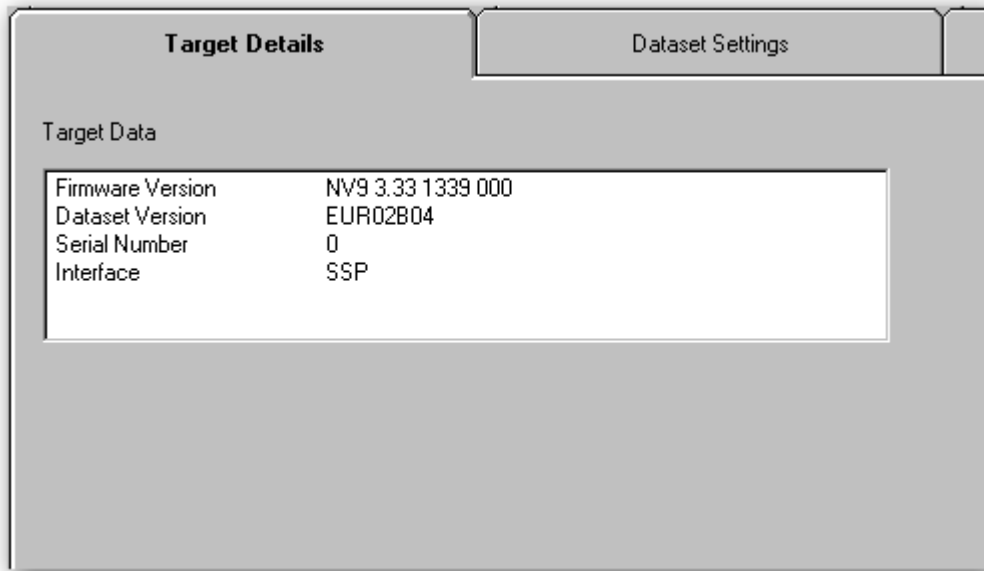 Target Details
Dataset Settings
Target Data
Firmware Version NV9 3.33 1339 000
Dataset Version EUR02B04
Serial Number 0
Interface SSP